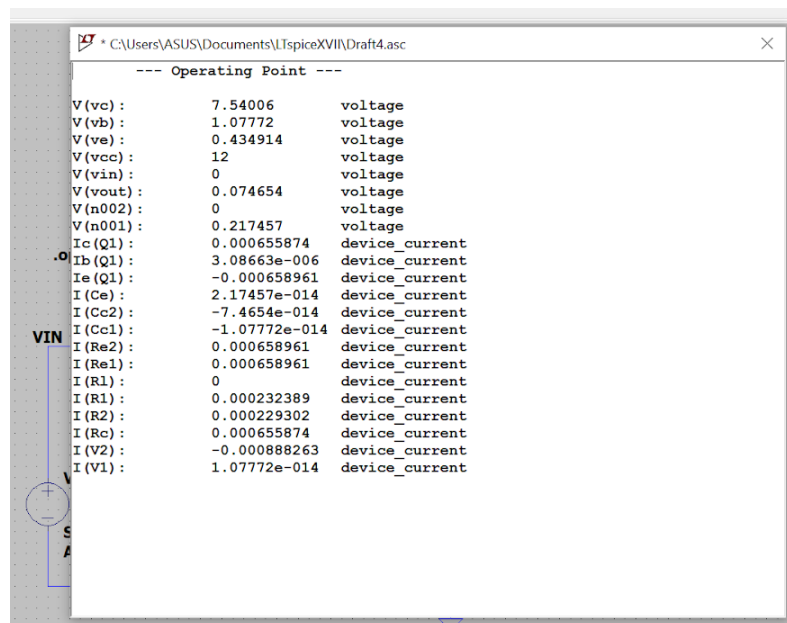 * C:\Users\ASUS\Documents\LTspiceXVII\Draft4.asc
--- Operating Point ---
V(vc): 7.54006 voltage
V(vb): 1.07772 voltage
V(ve): 0.434914 voltage
V(vcc): 12 voltage
V(vin): 0 voltage
V(vout): 0.074654 voltage
V(n002): 0 voltage
V(n001): 0.217457 voltage
Ic(Q1): 0.000655874 device_current
.o
Ib(Q1): 3.08663e-006 device_current
Ie(Q1): -0.000658961 device_current
I(Ce): 2.17457e-014 device_current
I(Cc2): -7.4654e-014 device_current
VIN
I(Cc1): -1.07772e-014 device_current
I(Re2): 0.000658961 device_current
I(Re1): 0.000658961 device_current
I(Rl): 0 device_current
I(R1): 0.000232389 device_current
I(R2): 0.000229302 device_current
I(Rc): 0.000655874 device_current
I(V2): -0.000888263 device_current
I(V1): 1.07772e-014 device_current